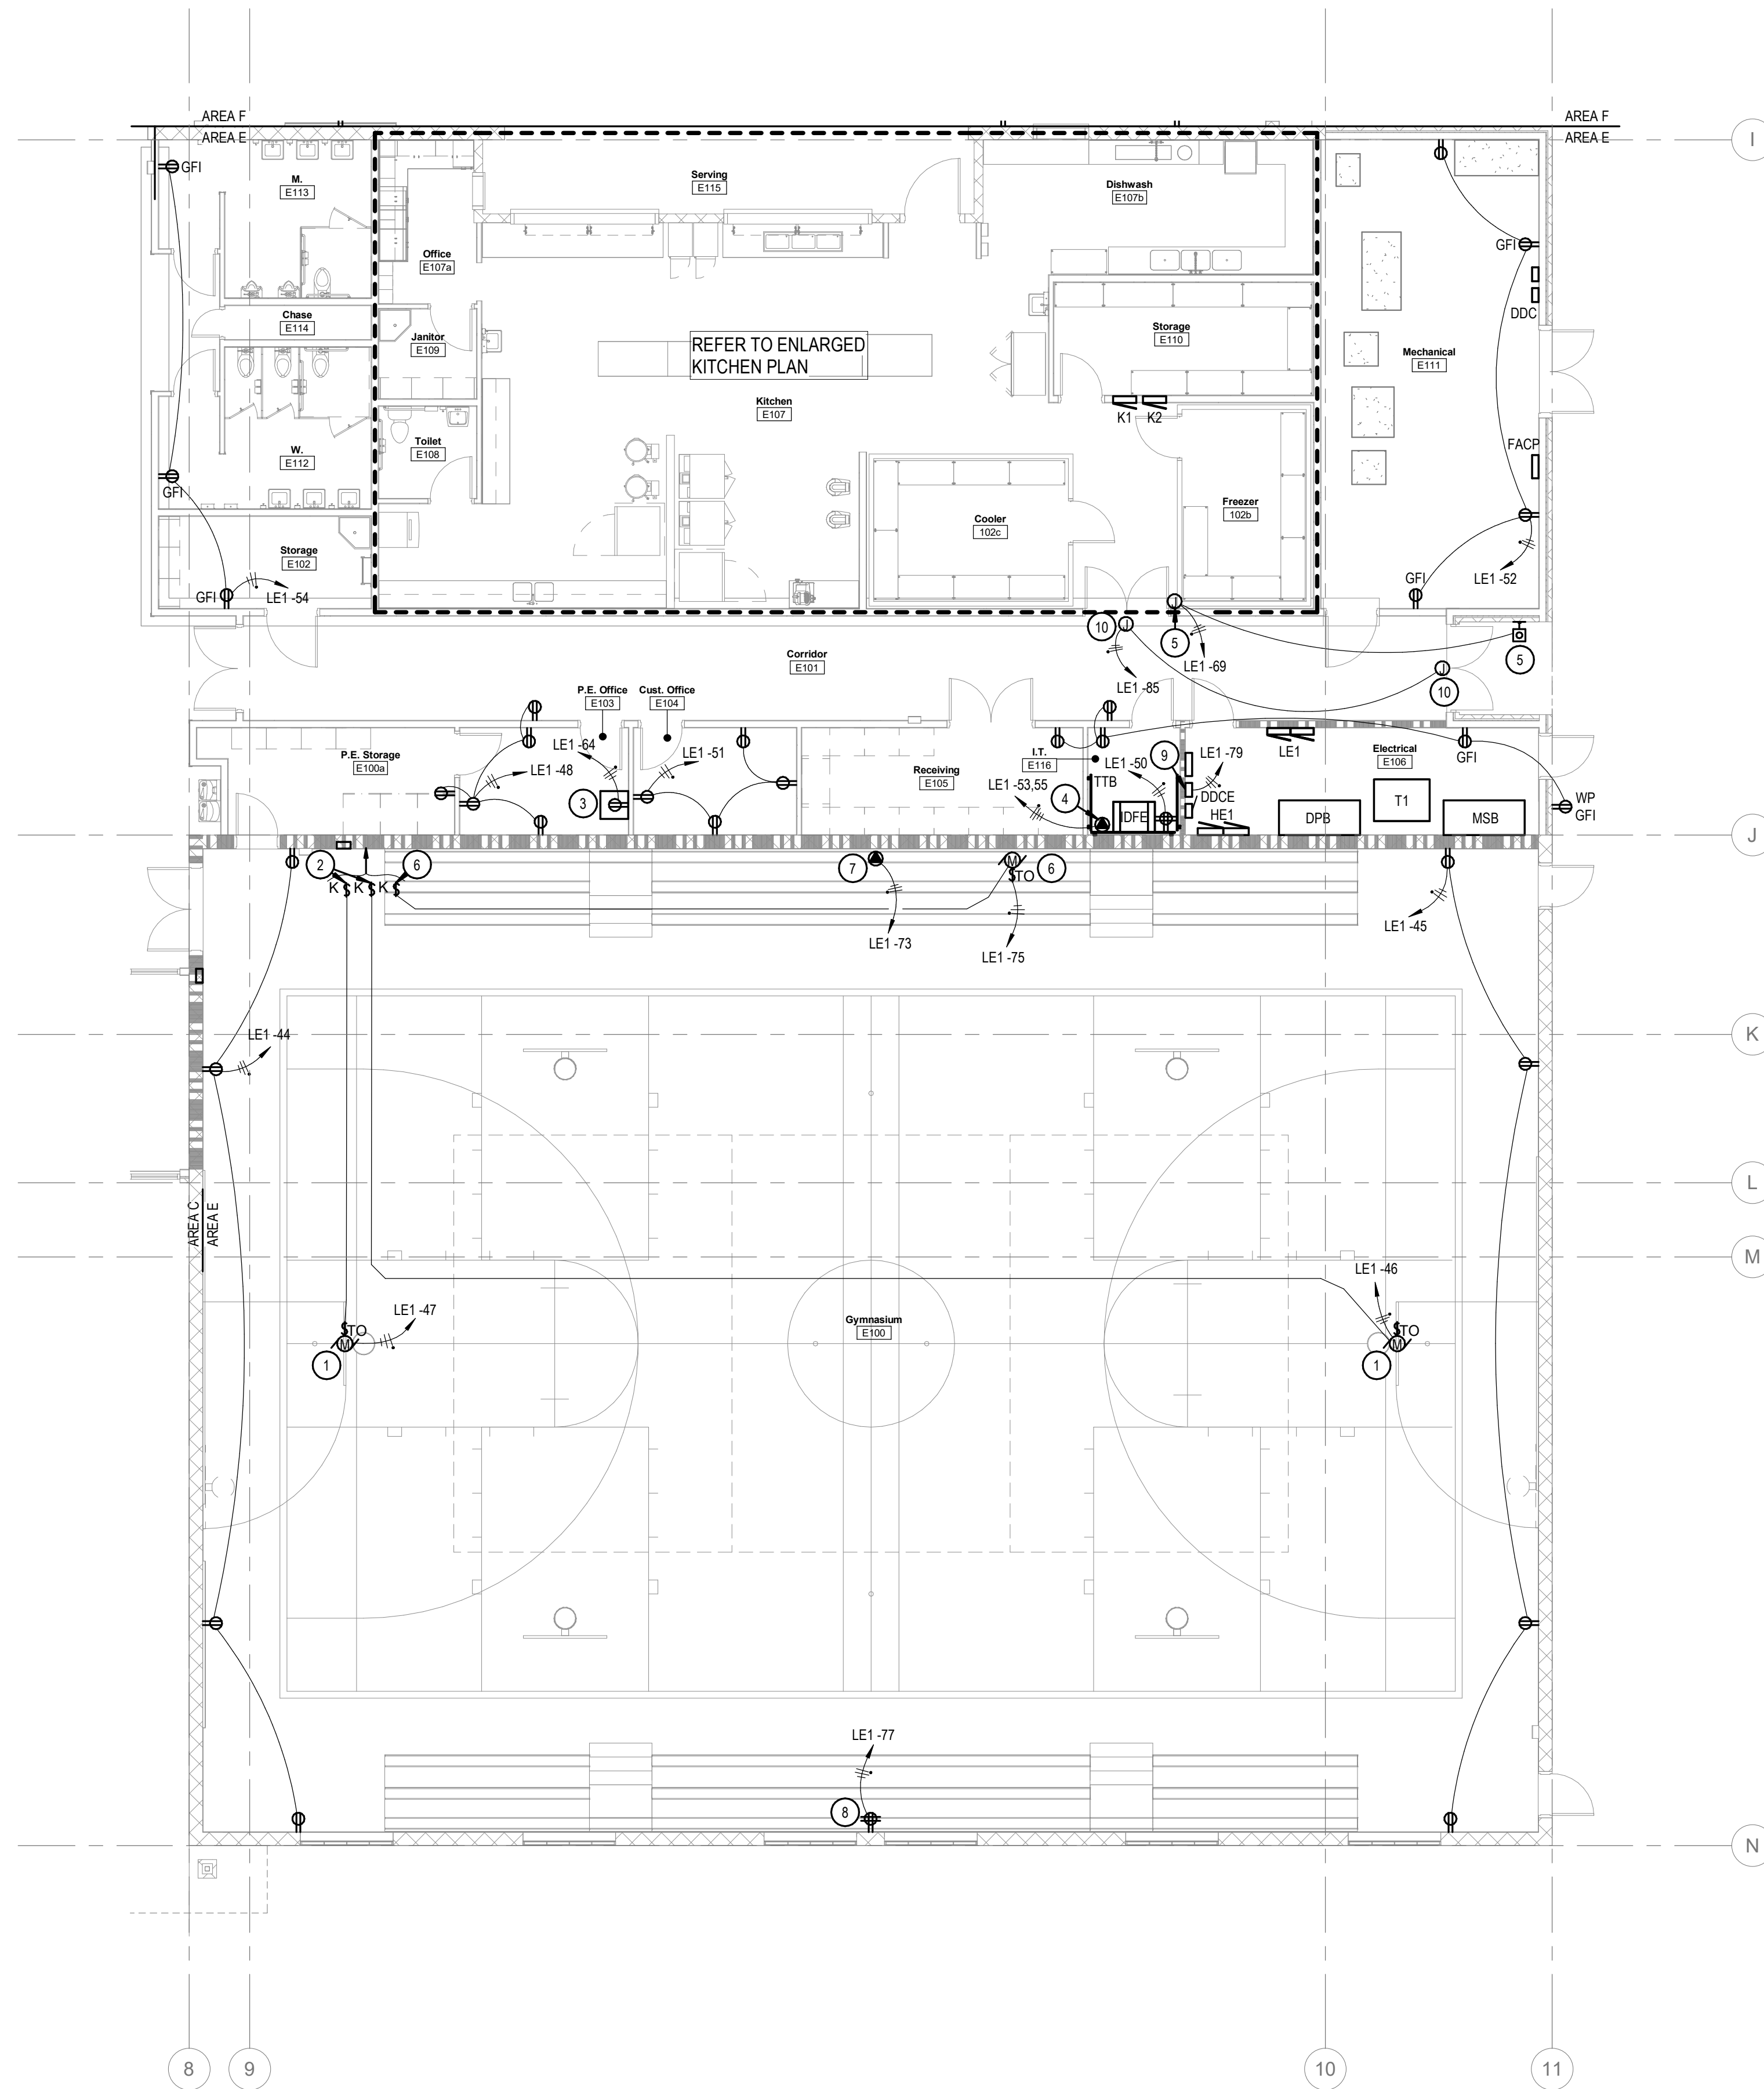 AREA F
AREA F
AREA E
AREA E
I
GFI
M.
E113
Serving
E115
Dishwash
E107b
Office
E107a
GFI
DDC
Chase
E114
Janitor
E109
REFER TO ENLARGED
KITCHEN PLAN
Storage
E110
Mechanical
E111
Kitchen
E107
K1
K2
Toilet
E108
W.
E112
FACP
GFI
Freezer
102b
Cooler
102c
Storage
E102
GFI
LE1 -54
GFI
LE1 -52
J
10
J
5
5
Corridor
E101
LE1 -69
J
LE1 -85
10
P.E. Office
E103
Cust. Office
E104
P.E. Storage
E100a
LE1 -64
LE1 -51
LE1 -48
3
Receiving
E105
I.T.
E116
9
LE1 -79
LE1 -50
TTB
LE1 -53,55
4
IDFE
DDCE
HE1
LE1
Electrical
E106
GFI
T1
DPB
MSB
WP
GFI
J
2
6
K $
K $
K $
7
M
$TO
6
LE1 -73
LE1 -75
LE1 -45
LE1 -44
K
L
AREA C
AREA E
M
LE1 -47
LE1 -46
$TO
M
1
Gymnasium
E100
$TO
M
1
LE1 -77
8
N
8
9
10
11